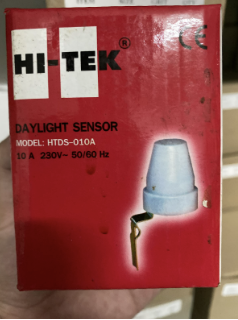 HI-TEK®
CE
DAYLIGHT SENSOR
MODEL: HTDS-010A
10 A 230V~ 50/60 Hz